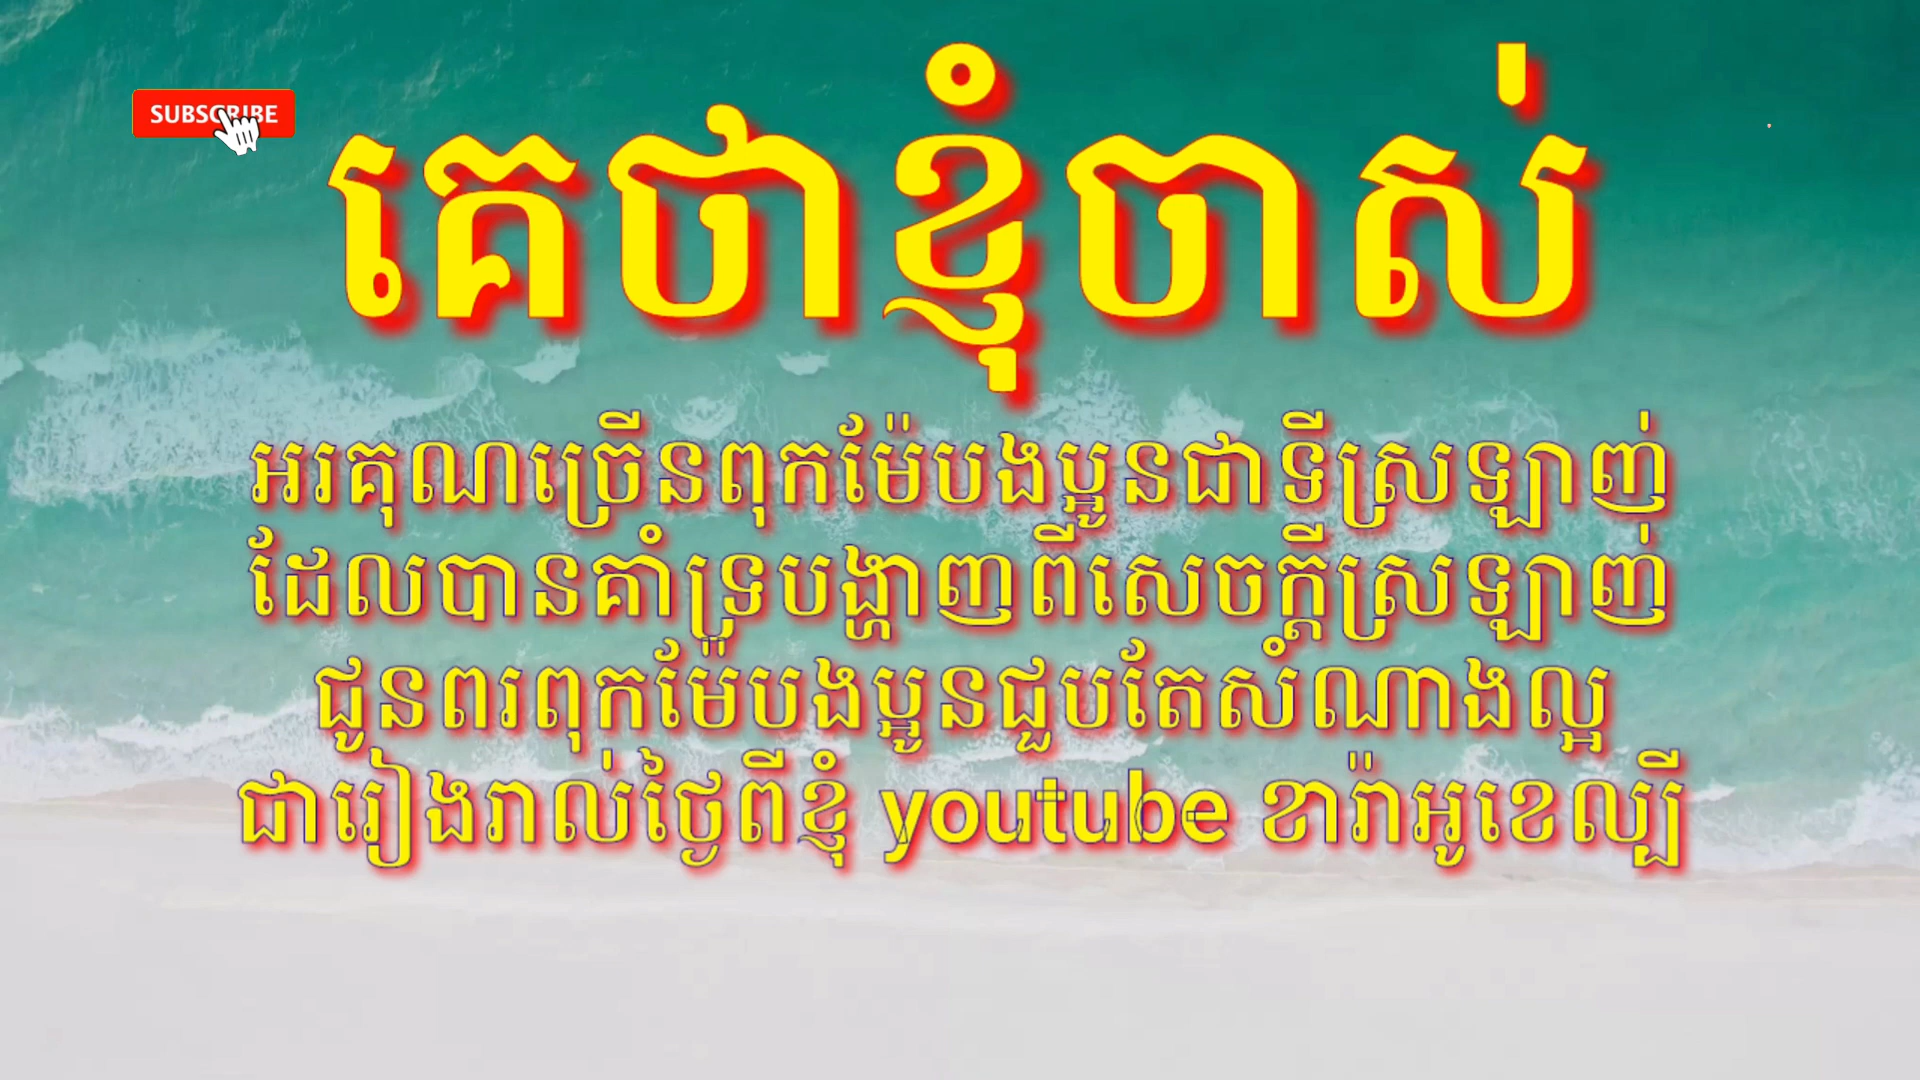 SUBSCRIBE
គេថាខ្ញុំចាស់
អរគុណច្រើនពុកម៉ែបងប្អូនជាទីស្រឡាញ់
ដែលបានគាំទ្របង្ហាញពីសេចក្តីស្រឡាញ់
ជូនពរពុកម៉ែបងប្អូនជួបតែសំណាងល្អ
ជារៀងរាល់ថ្ងៃពីខ្ញុំ youtube ខារ៉ាអូខេល្បី